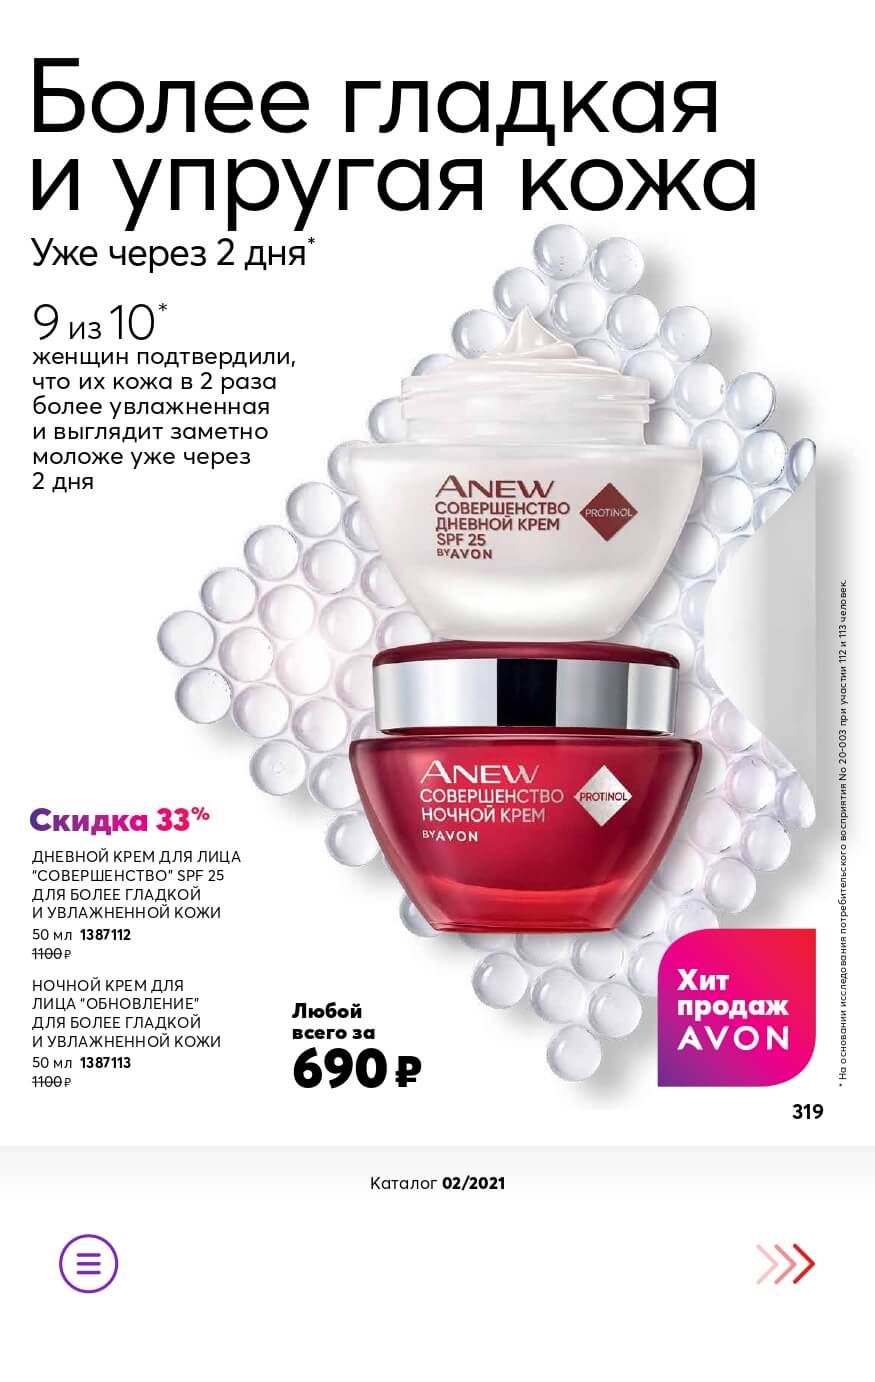 Более гладкая
и упругая кожа
Уже через 2 дня*
9 из 10*
женщин подтвердили,
что их кожа в 2 раза
более увлажненная
и выглядит заметно
моложе уже через
2 дня
ANEW
СОВЕРШЕНСТВО
ДНЕВНОЙ КРЕМ
SPF 25
BY AVON
PROTINOL
ANEW
СОВЕРШЕНСТВО
НОЧНОЙ КРЕМ
BY AVON
PROTINOL
Скидка 33%
ДНЕВНОЙ КРЕМ ДЛЯ ЛИЦА
"СОВЕРШЕНСТВО" SPF 25
ДЛЯ БОЛЕЕ ГЛАДКОЙ
И УВЛАЖНЕННОЙ КОЖИ
50 мл 1387112
1100 ₽
НОЧНОЙ КРЕМ ДЛЯ
ЛИЦА "ОБНОВЛЕНИЕ"
ДЛЯ БОЛЕЕ ГЛАДКОЙ
И УВЛАЖНЕННОЙ КОЖИ
50 мл 1387113
1100 ₽
Любой
всего за
690 ₽
Хит
продаж
AVON
* На основании исследования потребительского восприятия No 20-003 при участии 112 и 113 человек.
319
Каталог 02/2021